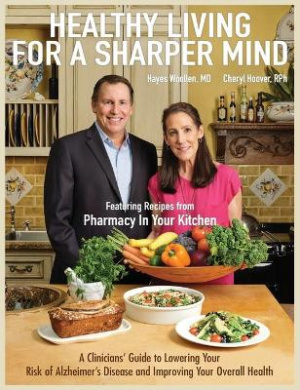 HEALTHY LIVING
FOR A SHARPER MIND
Hayes Woollen, MD Cheryl Hoover, RPh
Featuring Recipes from
Pharmacy In Your Kitchen
A Clinicians' Guide to Lowering Your
Risk of Alzheimer's Disease and Improving Your Overall Health